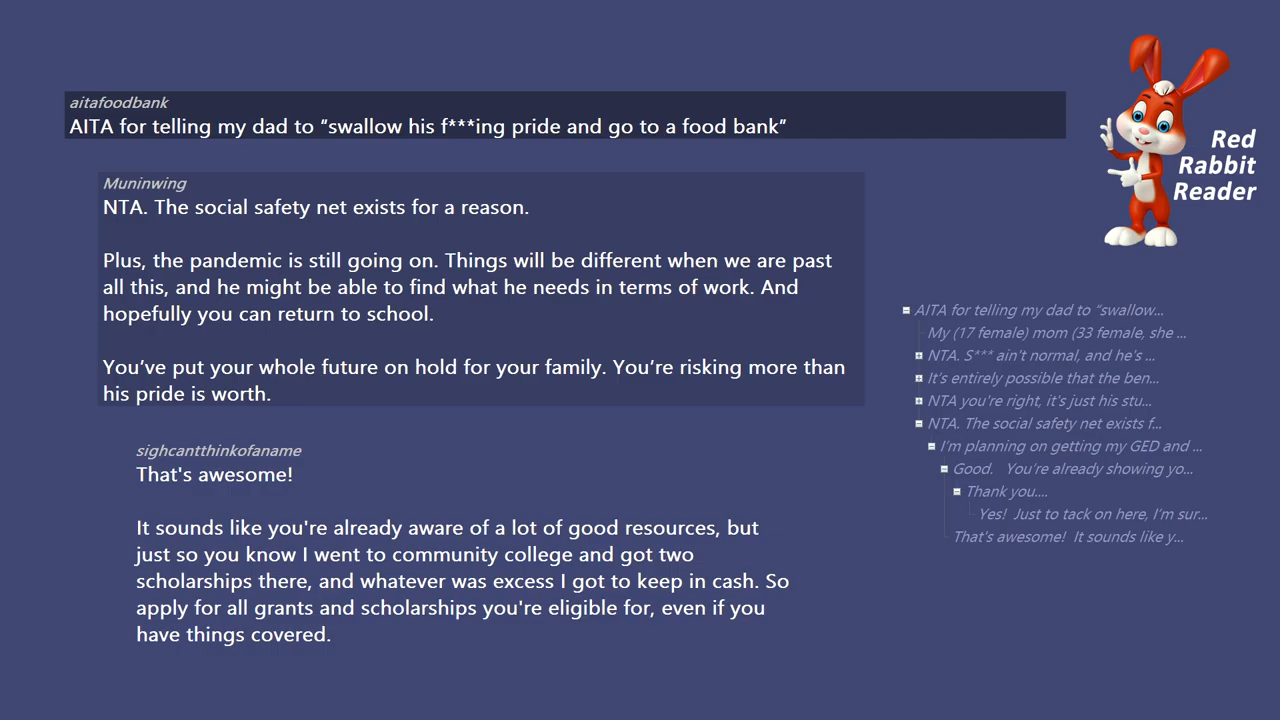 aitafoodbank
AITA for telling my dad to “swallow his f***ing pride and go to a food bank”
Muninwing
NTA. The social safety net exists for a reason.
Plus, the pandemic is still going on. Things will be different when we are past
all this, and he might be able to find what he needs in terms of work. And
hopefully you can return to school.
You’ve put your whole future on hold for your family. You’re risking more than
his pride is worth.
sighcantthinkofaname
That's awesome!
It sounds like you're already aware of a lot of good resources, but
just so you know I went to community college and got two
scholarships there, and whatever was excess I got to keep in cash. So
apply for all grants and scholarships you're eligible for, even if you
have things covered.
Red
Rabbit
Reader
AITA for telling my dad to “swallow...
My (17 female) mom (33 female, she ...
NTA. S*** ain't normal, and he's ...
It’s entirely possible that the ben...
NTA you're right, it's just his stu...
NTA. The social safety net exists f...
I’m planning on getting my GED and ...
Good.   You’re already showing yo...
Thank you....
Yes!  Just to tack on here, I’m sur...
That's awesome!  It sounds like y...